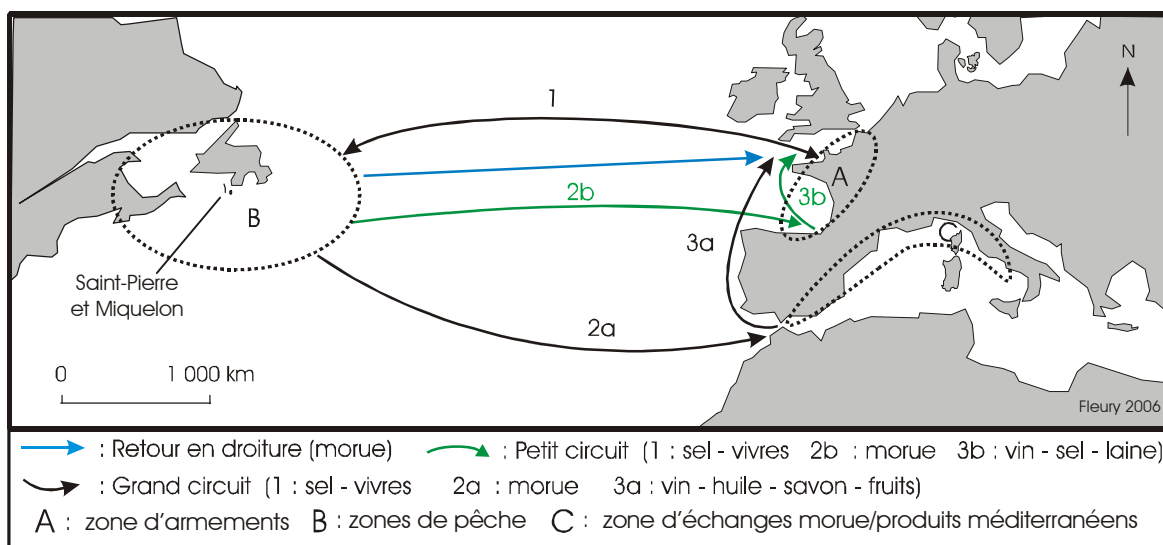 N
1
A
2b
3b
B
3a
C
Saint-Pierre
et Miquelon
2a
0 1 000 km
Fleury 2006
: Retour en droiture (morue) : Petit circuit (1 : sel - vivres 2b : morue 3b : vin - sel - laine)
: Grand circuit (1 : sel - vivres 2a : morue 3a : vin - huile - savon - fruits)
A : zone d'armements B : zones de pêche C : zone d'échanges morue/produits méditerranéens